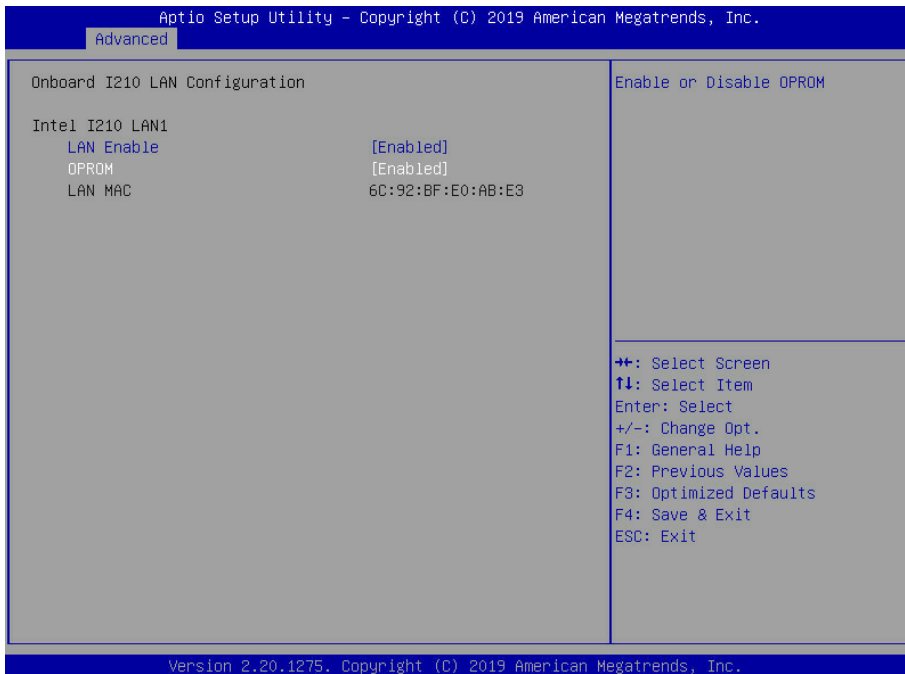 Aptio Setup Utility – Copyright (C) 2019 American Megatrends, Inc.
Advanced
Onboard I210 LAN Configuration
Intel I210 LAN1
LAN Enable [Enabled]
OPROM [Enabled]
LAN MAC 6C:92:BF:E0:AB:E3
Enable or Disable OPROM
→←: Select Screen
↑↓: Select Item
Enter: Select
+/-: Change Opt.
F1: General Help
F2: Previous Values
F3: Optimized Defaults
F4: Save & Exit
ESC: Exit
Version 2.20.1275. Copyright (C) 2019 American Megatrends, Inc.